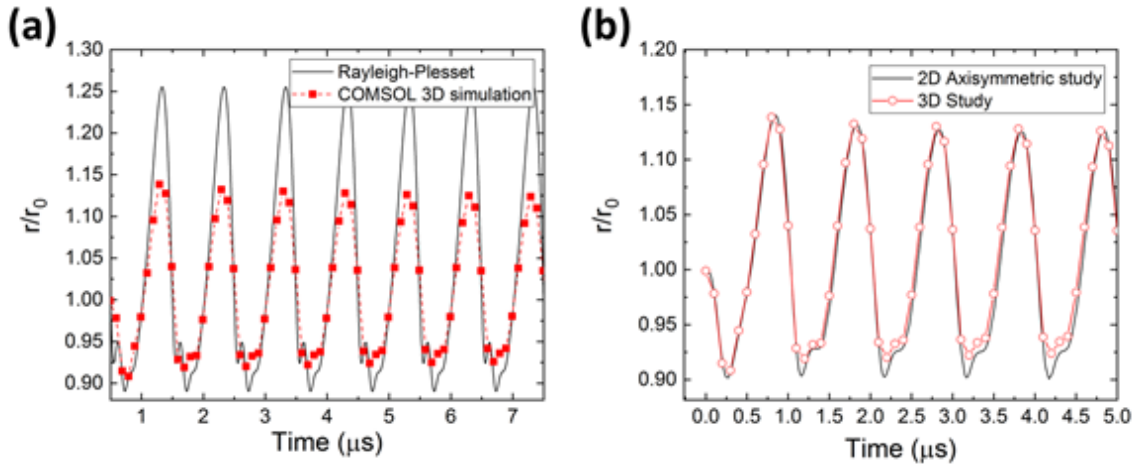 (a)
1.30
1.25
1.20
1.15
1.10
1.05
1.00
0.95
0.90
r/r0
Rayleigh-Plesset
COMSOL 3D simulation
1 2 3 4 5 6 7
Time (μs)
(b)
1.20
1.15
1.10
1.05
1.00
0.95
0.90
r/r0
2D Axisymmetric study
3D Study
0.0 0.5 1.0 1.5 2.0 2.5 3.0 3.5 4.0 4.5 5.0
Time (μs)